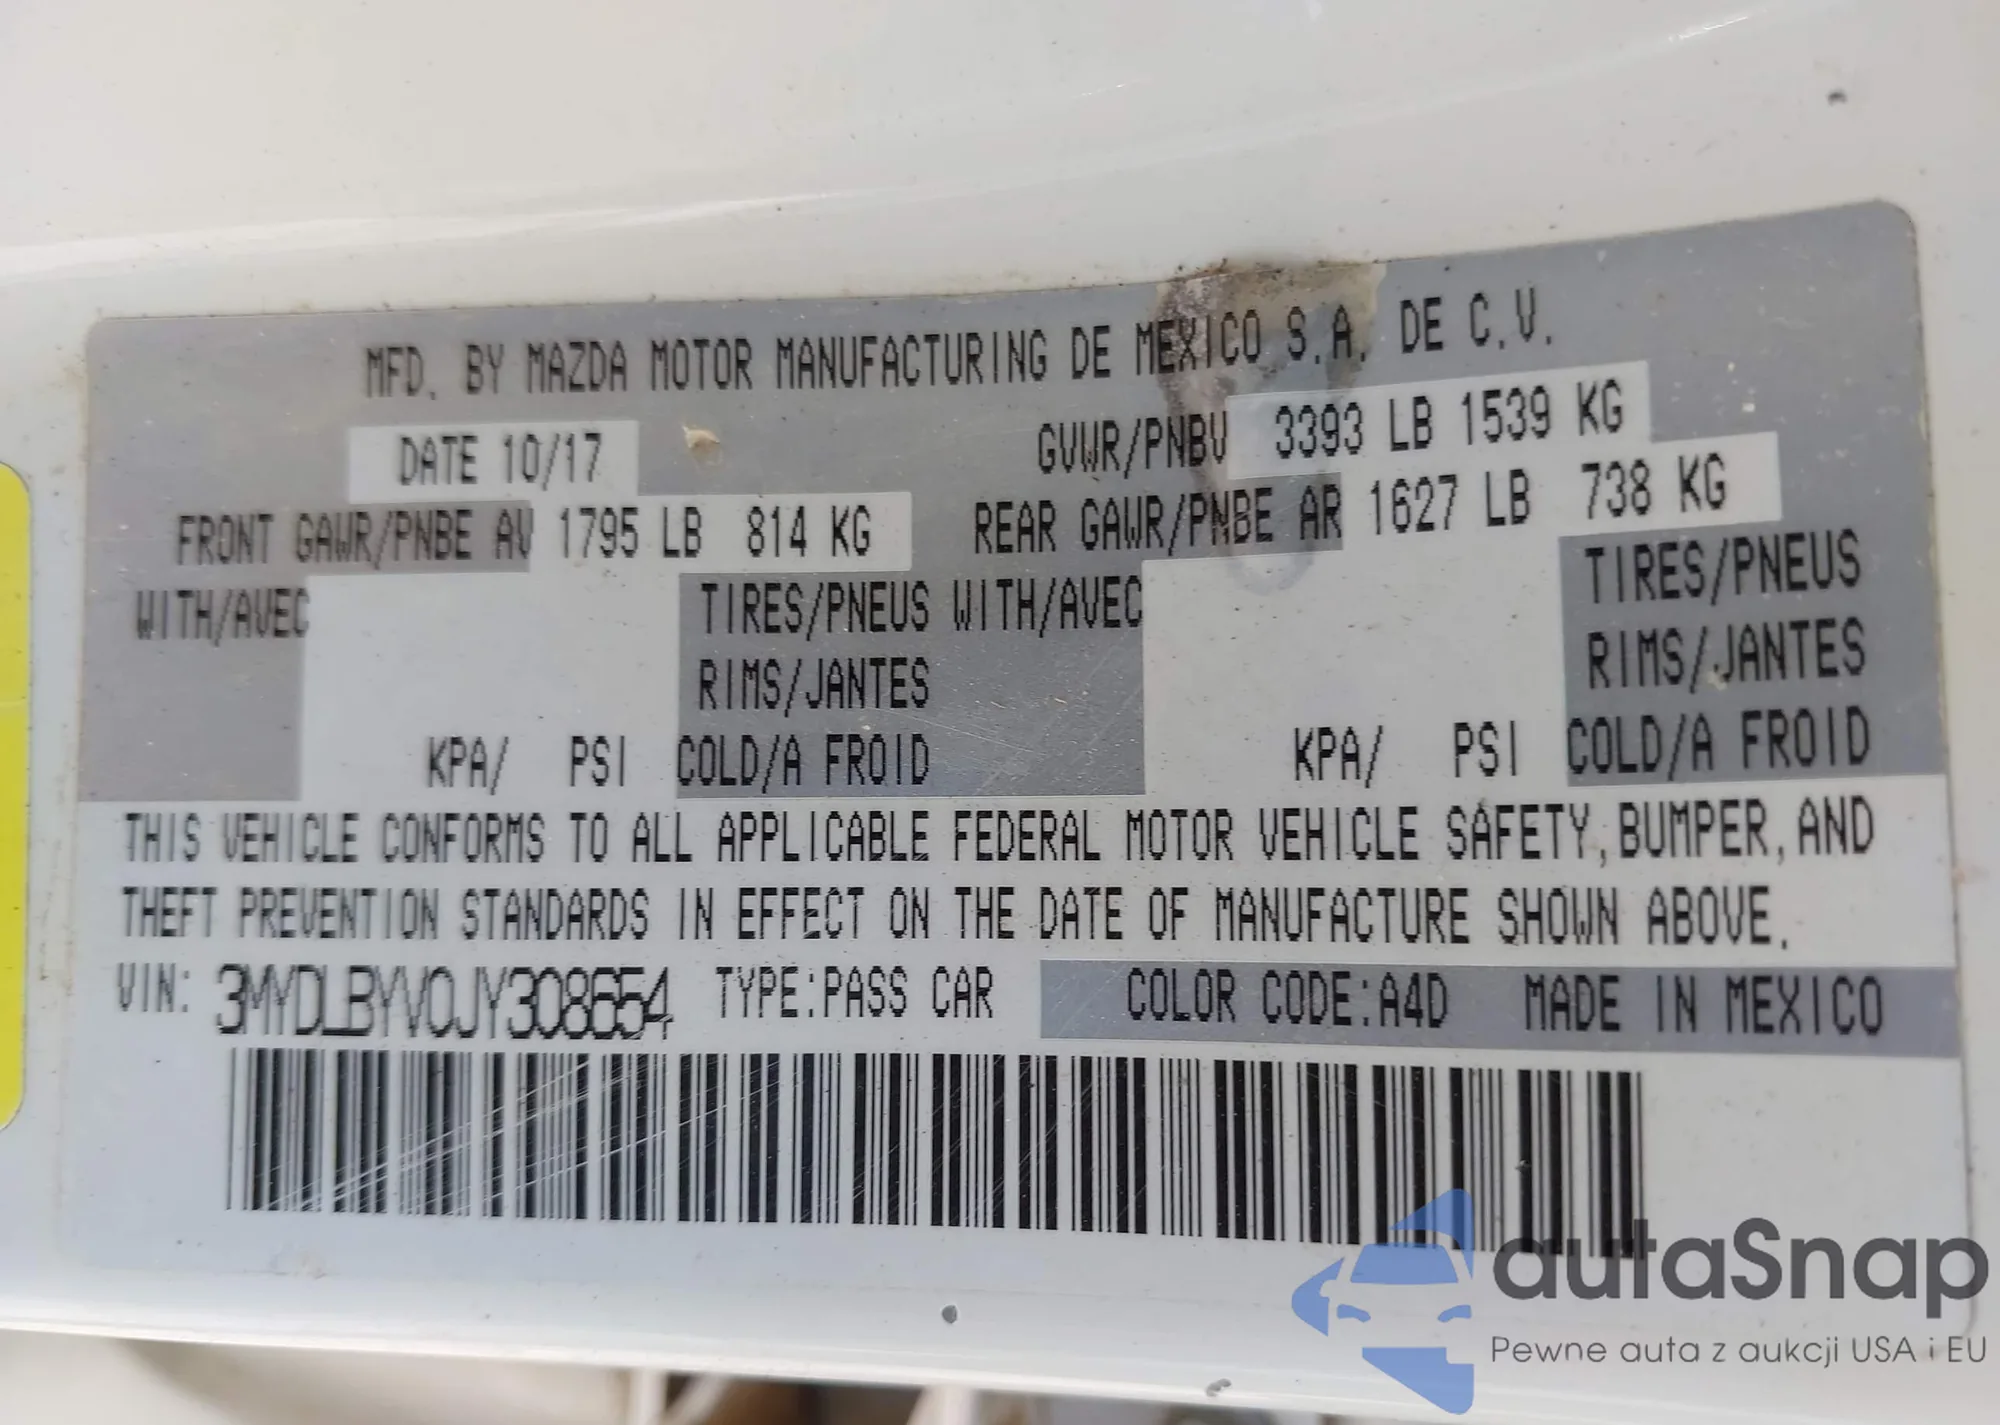 MFD. BY MAZDA MOTOR MANUFACTURING DE MEXICO S.A. DE C.V.
DATE 10/17 GVWR/PNBV 3393 LB 1539 KG
FRONT GAWR/PNBE AV 1795 LB 814 KG REAR GAWR/PNBE AR 1627 LB 738 KG
WITH/AVEC TIRES/PNEUS WITH/AVEC TIRES/PNEUS
RIMS/JANTES RIMS/JANTES
KPA/ PSI COLD/A FROID KPA/ PSI COLD/A FROID
THIS VEHICLE CONFORMS TO ALL APPLICABLE FEDERAL MOTOR VEHICLE SAFETY, BUMPER, AND
THEFT PREVENTION STANDARDS IN EFFECT ON THE DATE OF MANUFACTURE SHOWN ABOVE.
VIN: 3MYDLBYV0JY308654 TYPE:PASS CAR COLOR CODE:A4D MADE IN MEXICO
autaSnap
Pewne auta z aukcji USA i EU